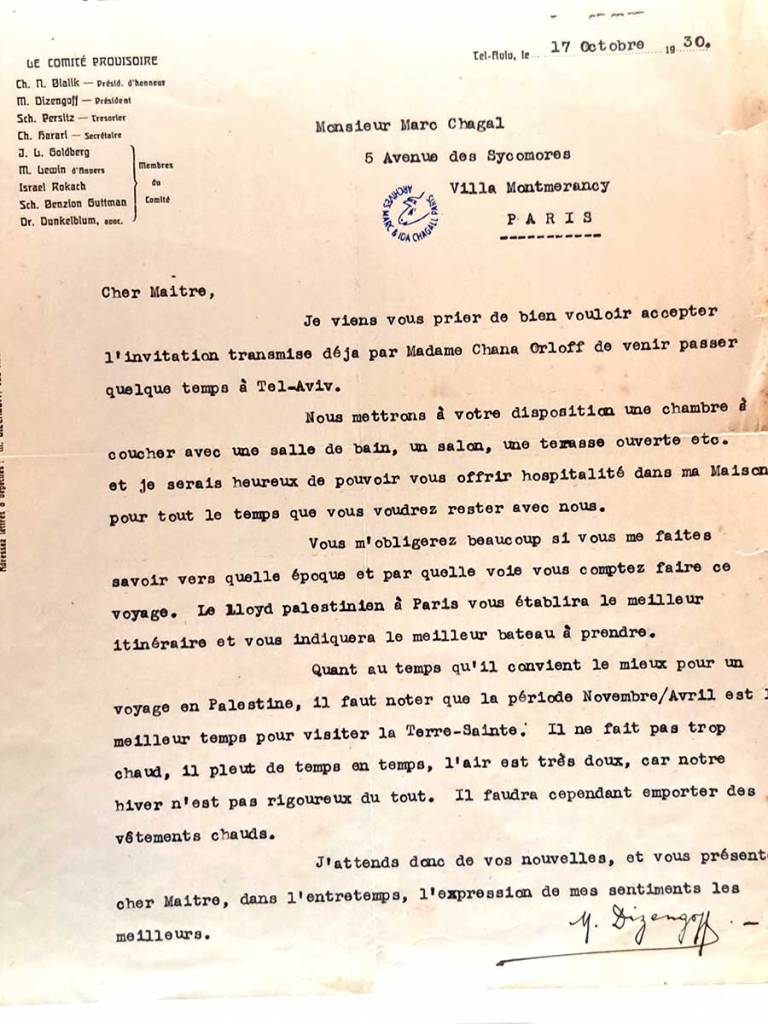 LE COMITÉ PROVISOIRE
Ch. N. Bialik — Présid. d'honneur
M. Dizengoff — Président
Sch. Persitz — Tresorier
Ch. Harari — Secrétaire
J. L. Goldberg
M. Lewin d'Anvers
Israel Rokach
Sch. Benzion Guttman
Dr. Dunkelblum, avoc.
Membres
du
Comité
Tel-Aviv, le 17 Octobre 1930.
Monsieur Marc Chagal
5 Avenue des Sycomores
Villa Montmerancy
PARIS
ARCHIVES MARC & IDA CHAGALL PARIS
Cher Maitre,
Je viens vous prier de bien vouloir accepter
l'invitation transmise déja par Madame Chana Orloff de venir passer
quelque temps à Tel-Aviv.
Nous mettrons à votre disposition une chambre à
coucher avec une salle de bain, un salon, une terasse ouverte etc.
et je serais heureux de pouvoir vous offrir hospitalité dans ma Maison
pour tout le temps que vous voudrez rester avec nous.
Vous m'obligerez beaucoup si vous me faites
savoir vers quelle époque et par quelle voie vous comptez faire ce
voyage. Le Lloyd palestinien à Paris vous établira le meilleur
itinéraire et vous indiquera le meilleur bateau à prendre.
Quant au temps qu'il convient le mieux pour un
voyage en Palestine, il faut noter que la période Novembre/Avril est l
meilleur temps pour visiter la Terre-Sainte. Il ne fait pas trop
chaud, il pleut de temps en temps, l'air est très doux, car notre
hiver n'est pas rigoureux du tout. Il faudra cependant emporter des
vêtements chauds.
J'attends donc de vos nouvelles, et vous présent
cher Maitre, dans l'entretemps, l'expression de mes sentiments les
meilleurs.
M. Dizengoff.